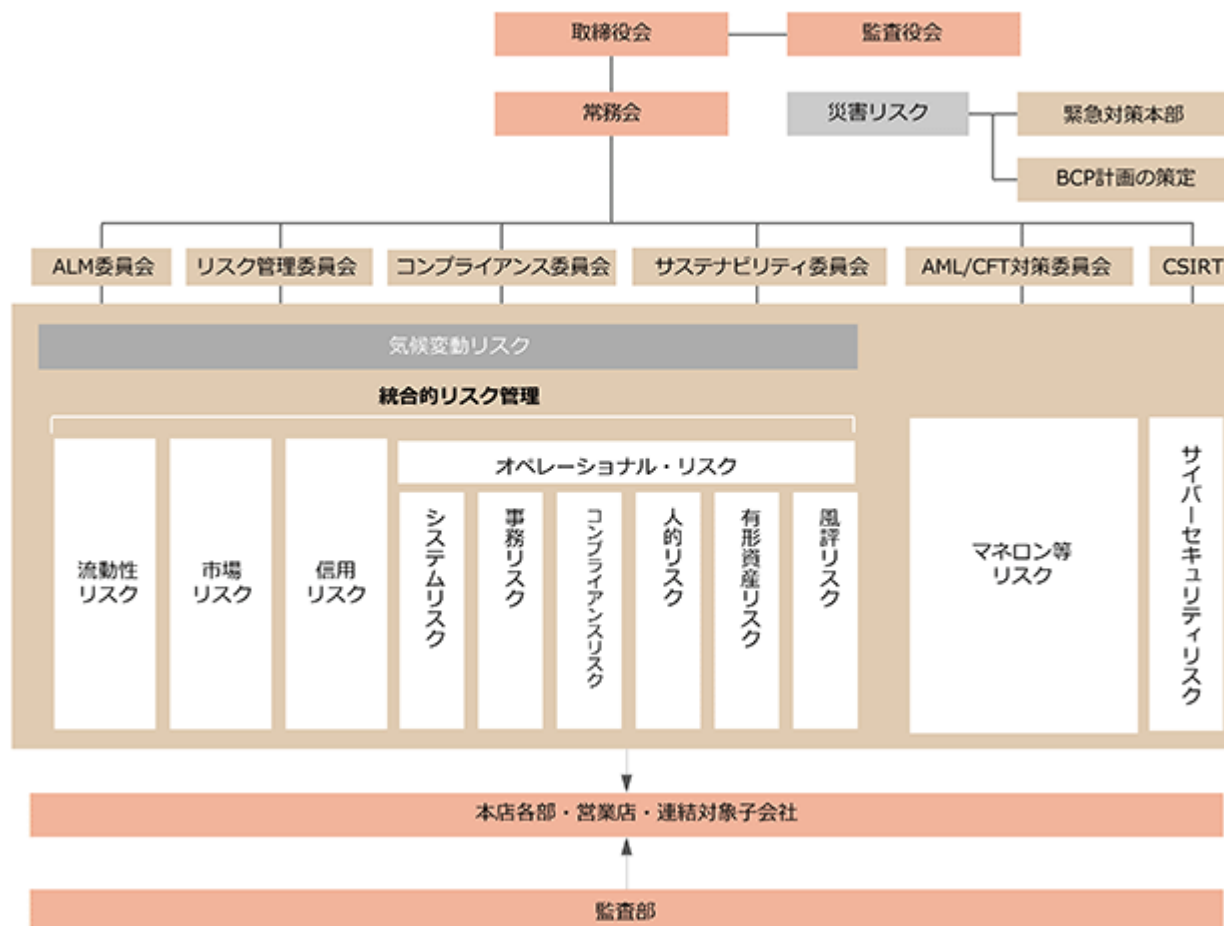 取締役会
監査役会
常務会
災害リスク
緊急対策本部
BCP計画の策定
ALM委員会
リスク管理委員会
コンプライアンス委員会
サステナビリティ委員会
AML/CFT対策委員会
CSIRT
気候変動リスク
統合的リスク管理
流動性
リスク
市場
リスク
信用
リスク
オペレーショナル・リスク
システムリスク
事務リスク
コンプライアンスリスク
人的リスク
有形資産リスク
風評リスク
マネロン等
リスク
サイバーセキュリティリスク
本店各部・営業店・連結対象子会社
監査部